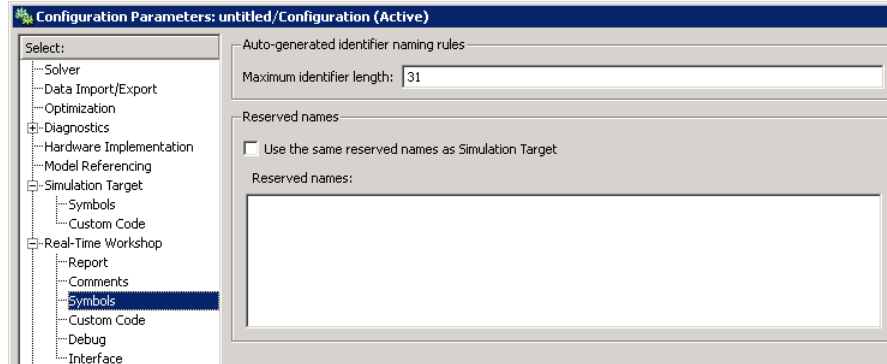 Configuration Parameters: untitled/Configuration (Active)
Select:
Solver
Data Import/Export
Optimization
Diagnostics
Hardware Implementation
Model Referencing
Simulation Target
Symbols
Custom Code
Real-Time Workshop
Report
Comments
Symbols
Custom Code
Debug
Interface
Auto-generated identifier naming rules
Maximum identifier length: 31
Reserved names
Use the same reserved names as Simulation Target
Reserved names: